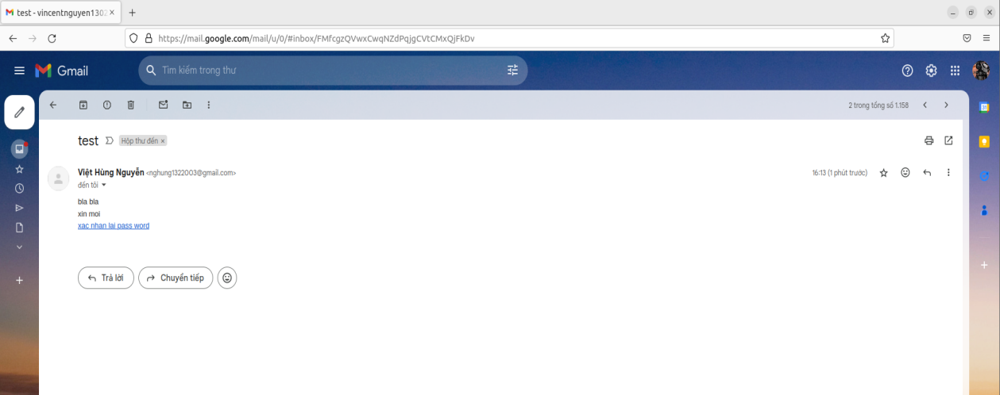 test - vincentnguyen1302
https://mail.google.com/mail/u/0/#inbox/FMfcgzQVwxCwqNZdPqjgCVtCMxQjFkDv
Gmail
Tìm kiếm trong thư
2 trong tổng số 1.158
test
Hộp thư đến ×
Việt Hùng Nguyễn <nghung1322003@gmail.com>
16:13 (1 phút trước)
đến tôi
bla bla
xin moi
xac nhan lai pass word
Trả lời
Chuyển tiếp
31